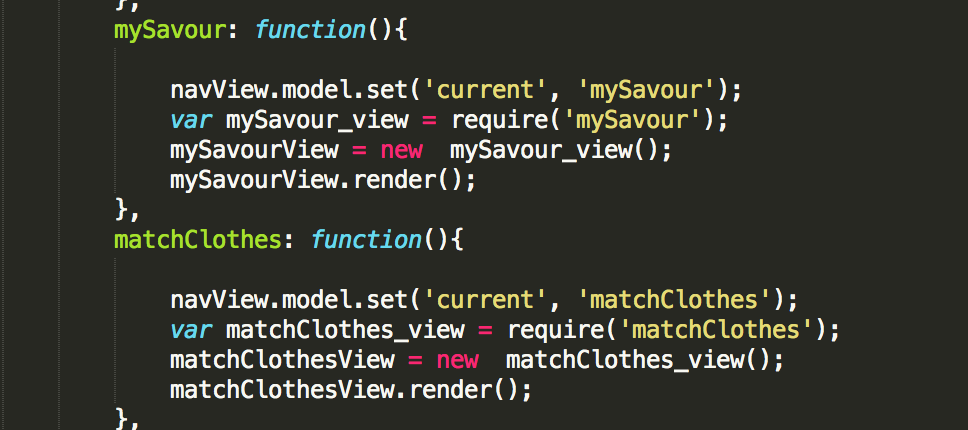 },
mySavour: function(){
navView.model.set('current', 'mySavour');
var mySavour_view = require('mySavour');
mySavourView = new  mySavour_view();
mySavourView.render();
},
matchClothes: function(){
navView.model.set('current', 'matchClothes');
var matchClothes_view = require('matchClothes');
matchClothesView = new  matchClothes_view();
matchClothesView.render();
},